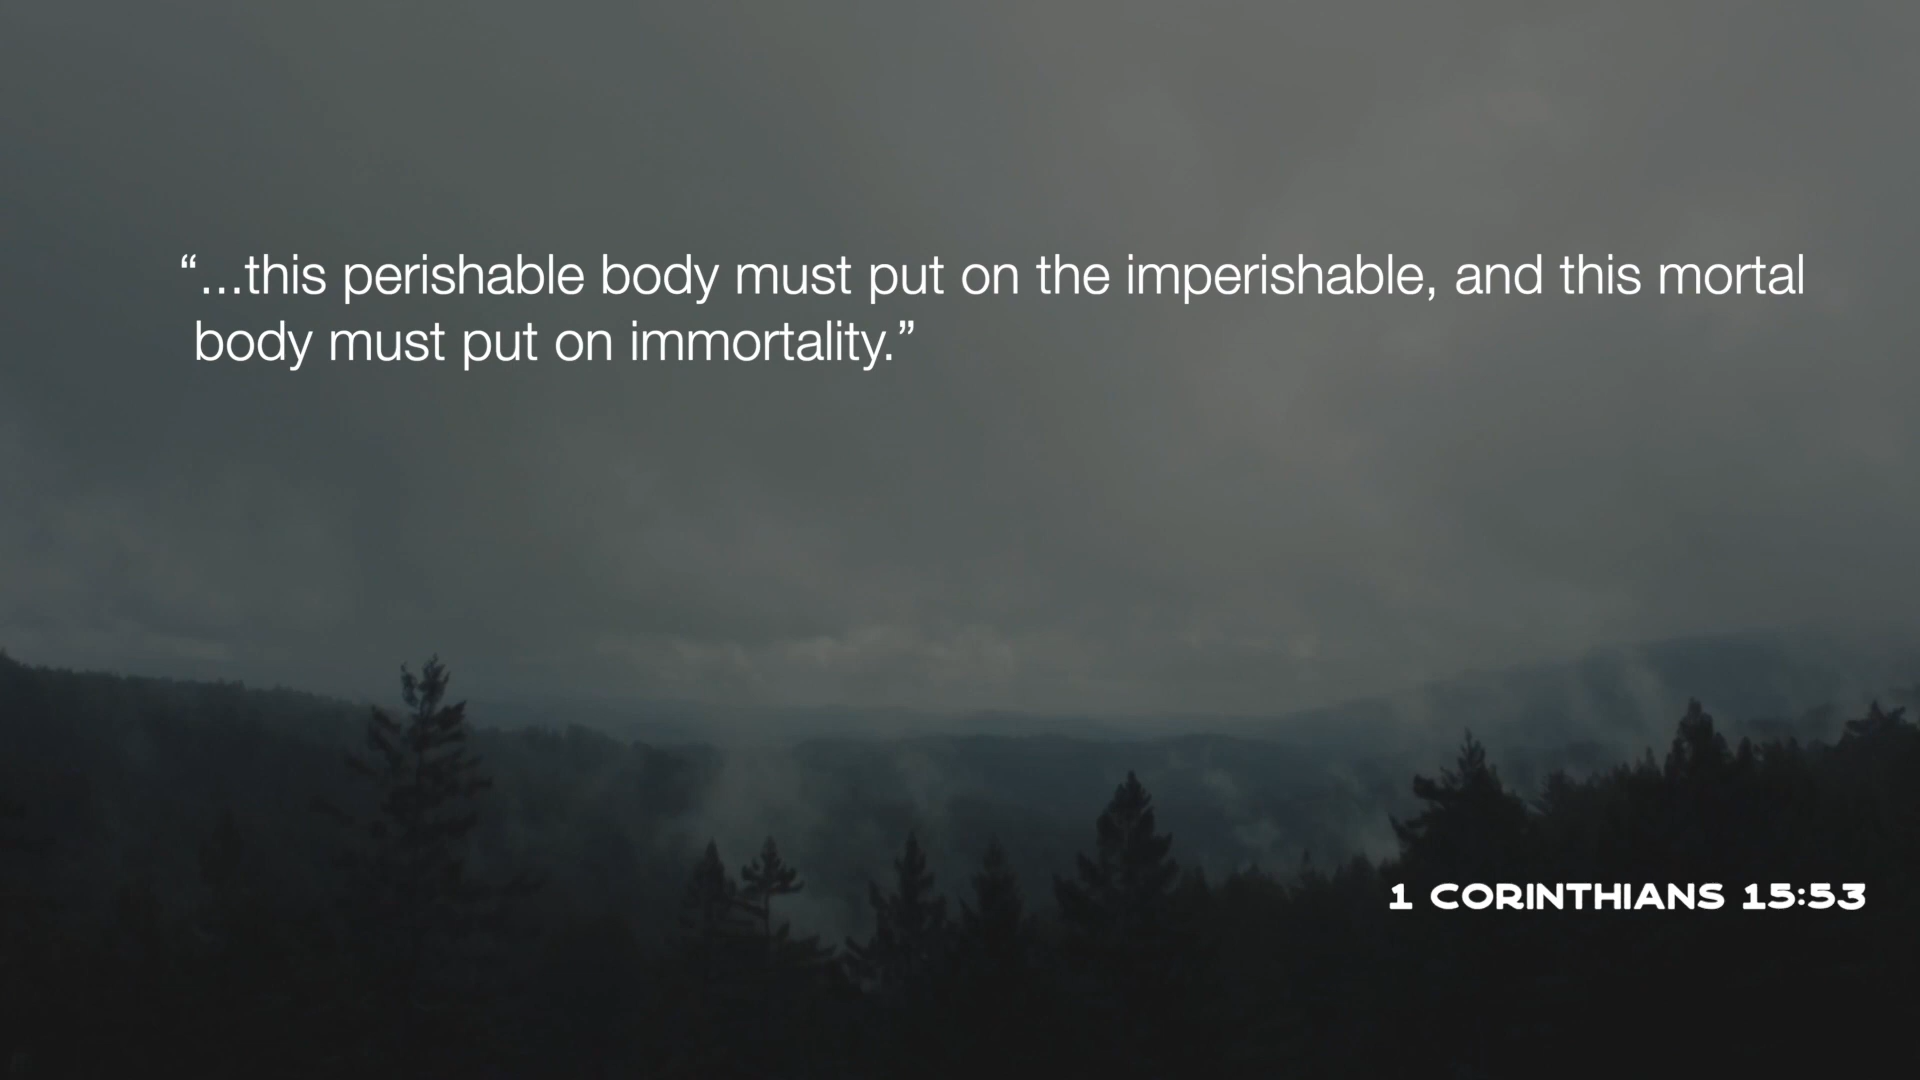 “...this perishable body must put on the imperishable, and this mortal
body must put on immortality.”
1 CORINTHIANS 15:53